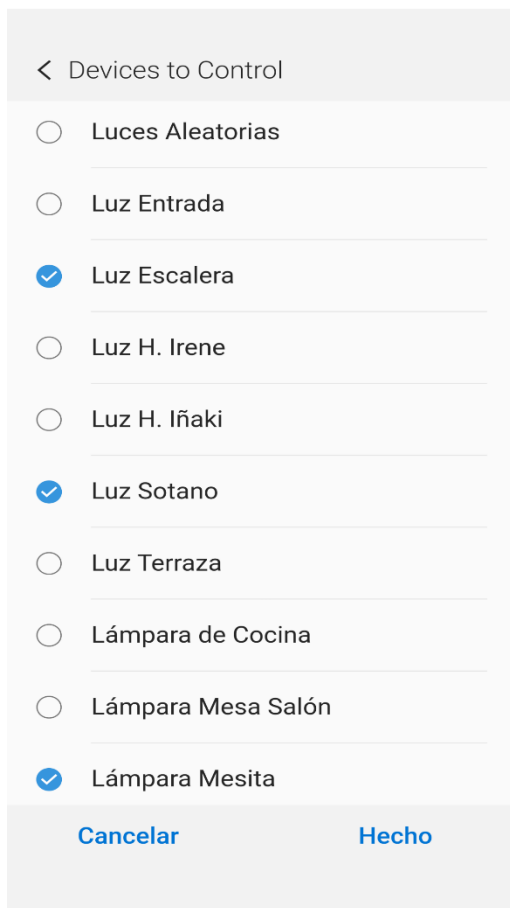 Devices to Control
Luces Aleatorias
Luz Entrada
Luz Escalera
Luz H. Irene
Luz H. Iñaki
Luz Sotano
Luz Terraza
Lámpara de Cocina
Lámpara Mesa Salón
Lámpara Mesita
Cancelar Hecho